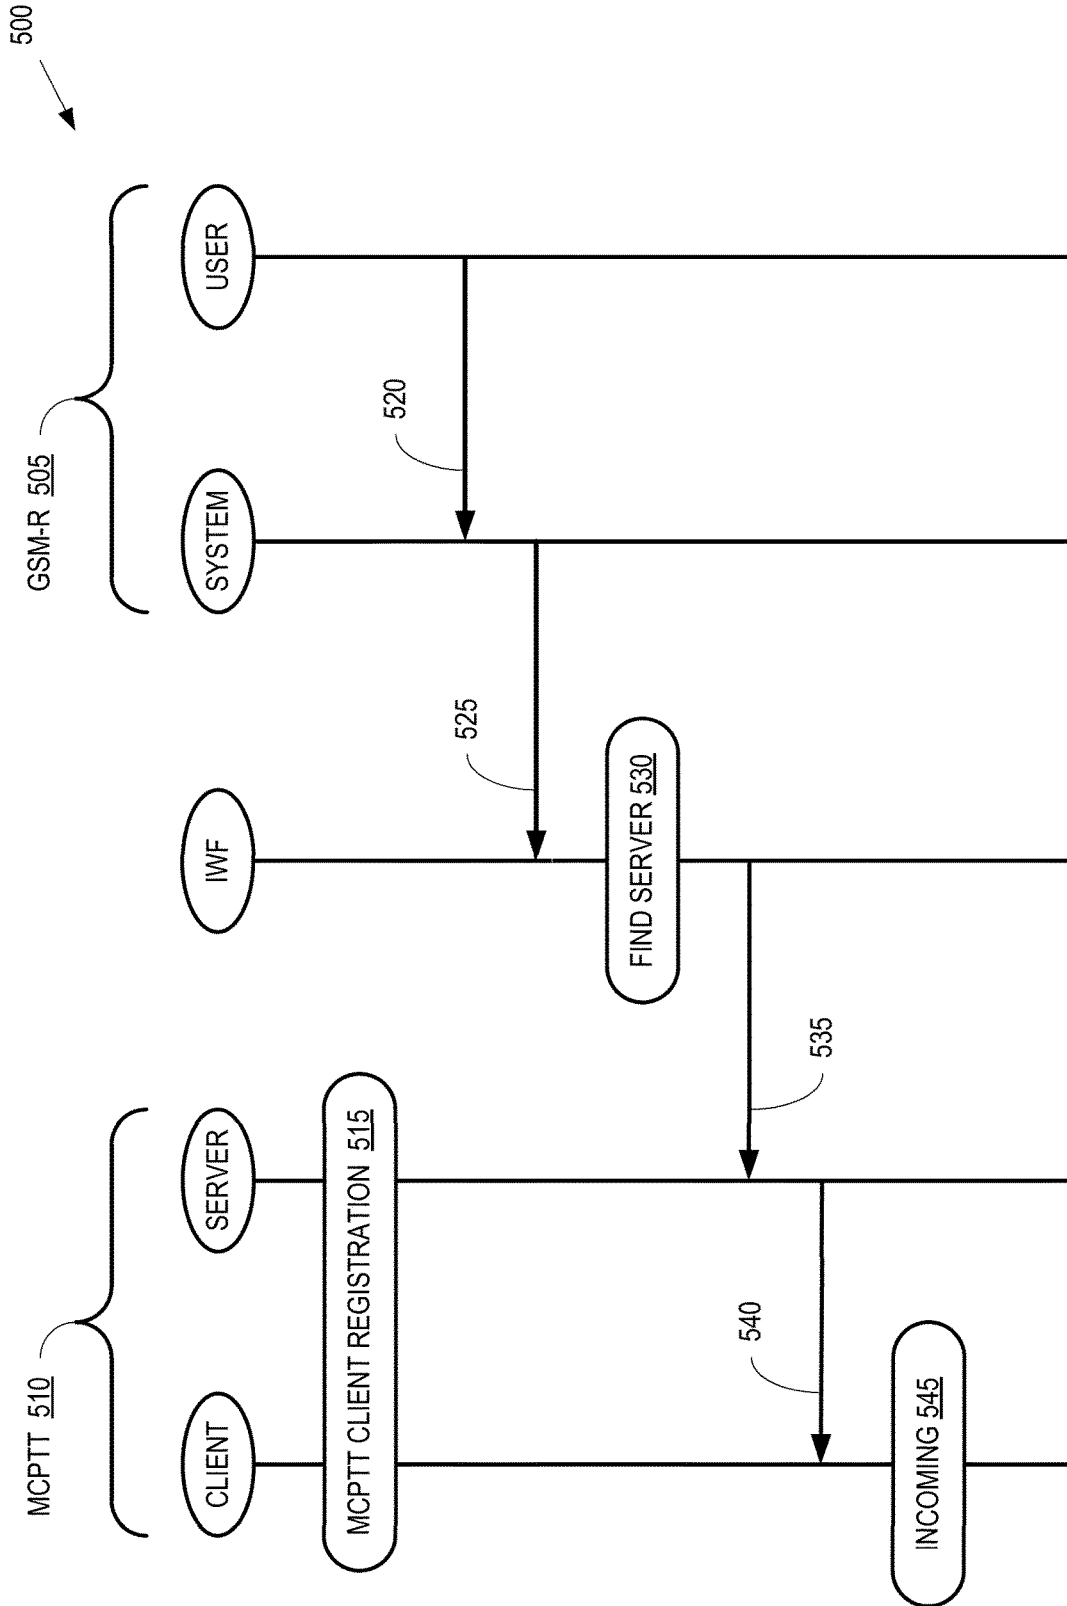 500
MCPTT 510
GSM-R 505
CLIENT
SERVER
IWF
SYSTEM
USER
MCPTT CLIENT REGISTRATION 515
520
525
FIND SERVER 530
535
540
INCOMING 545